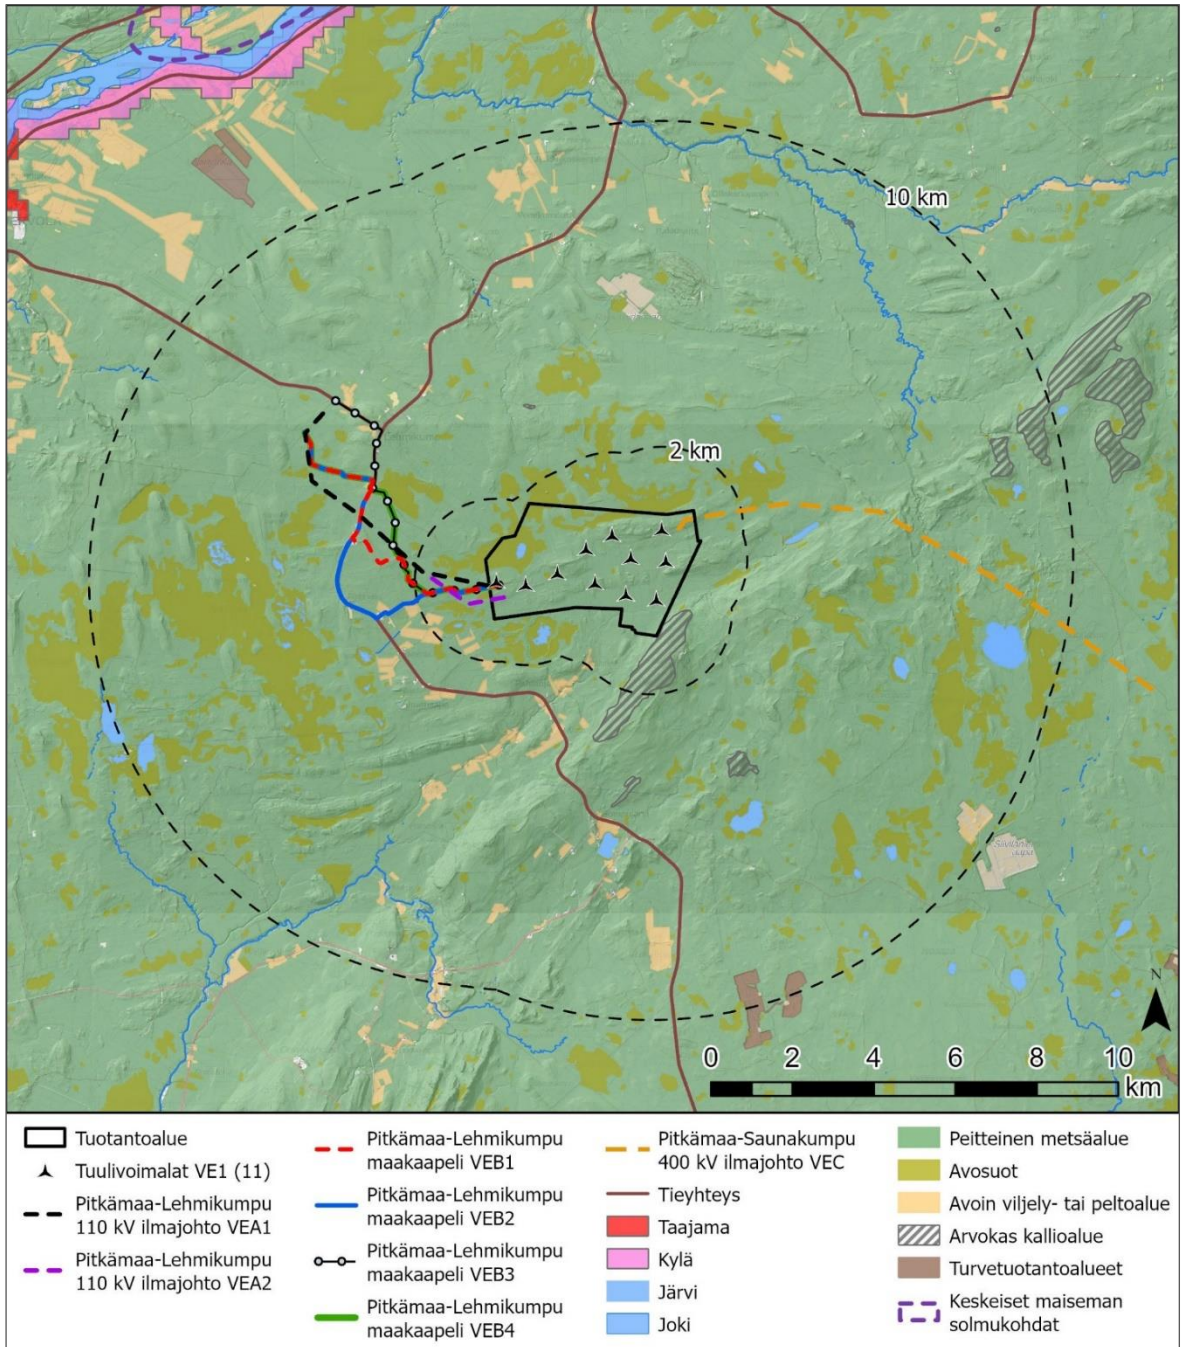 10 km
2 km
N
0 2 4 6 8 10
km
Tuotantoalue
Tuulivoimalat VE1 (11)
Pitkämaa-Lehmikumpu
110 kV ilmajohto VEA1
Pitkämaa-Lehmikumpu
110 kV ilmajohto VEA2
Pitkämaa-Lehmikumpu
maakaapeli VEB1
Pitkämaa-Lehmikumpu
maakaapeli VEB2
Pitkämaa-Lehmikumpu
maakaapeli VEB3
Pitkämaa-Lehmikumpu
maakaapeli VEB4
Pitkämaa-Saunakumpu
400 kV ilmajohto VEC
Tieyhteys
Taajama
Kylä
Järvi
Joki
Peitteinen metsäalue
Avosuot
Avoin viljely- tai peltoalue
Arvokas kallioalue
Turvetuotantoalueet
Keskeiset maiseman
solmukohdat